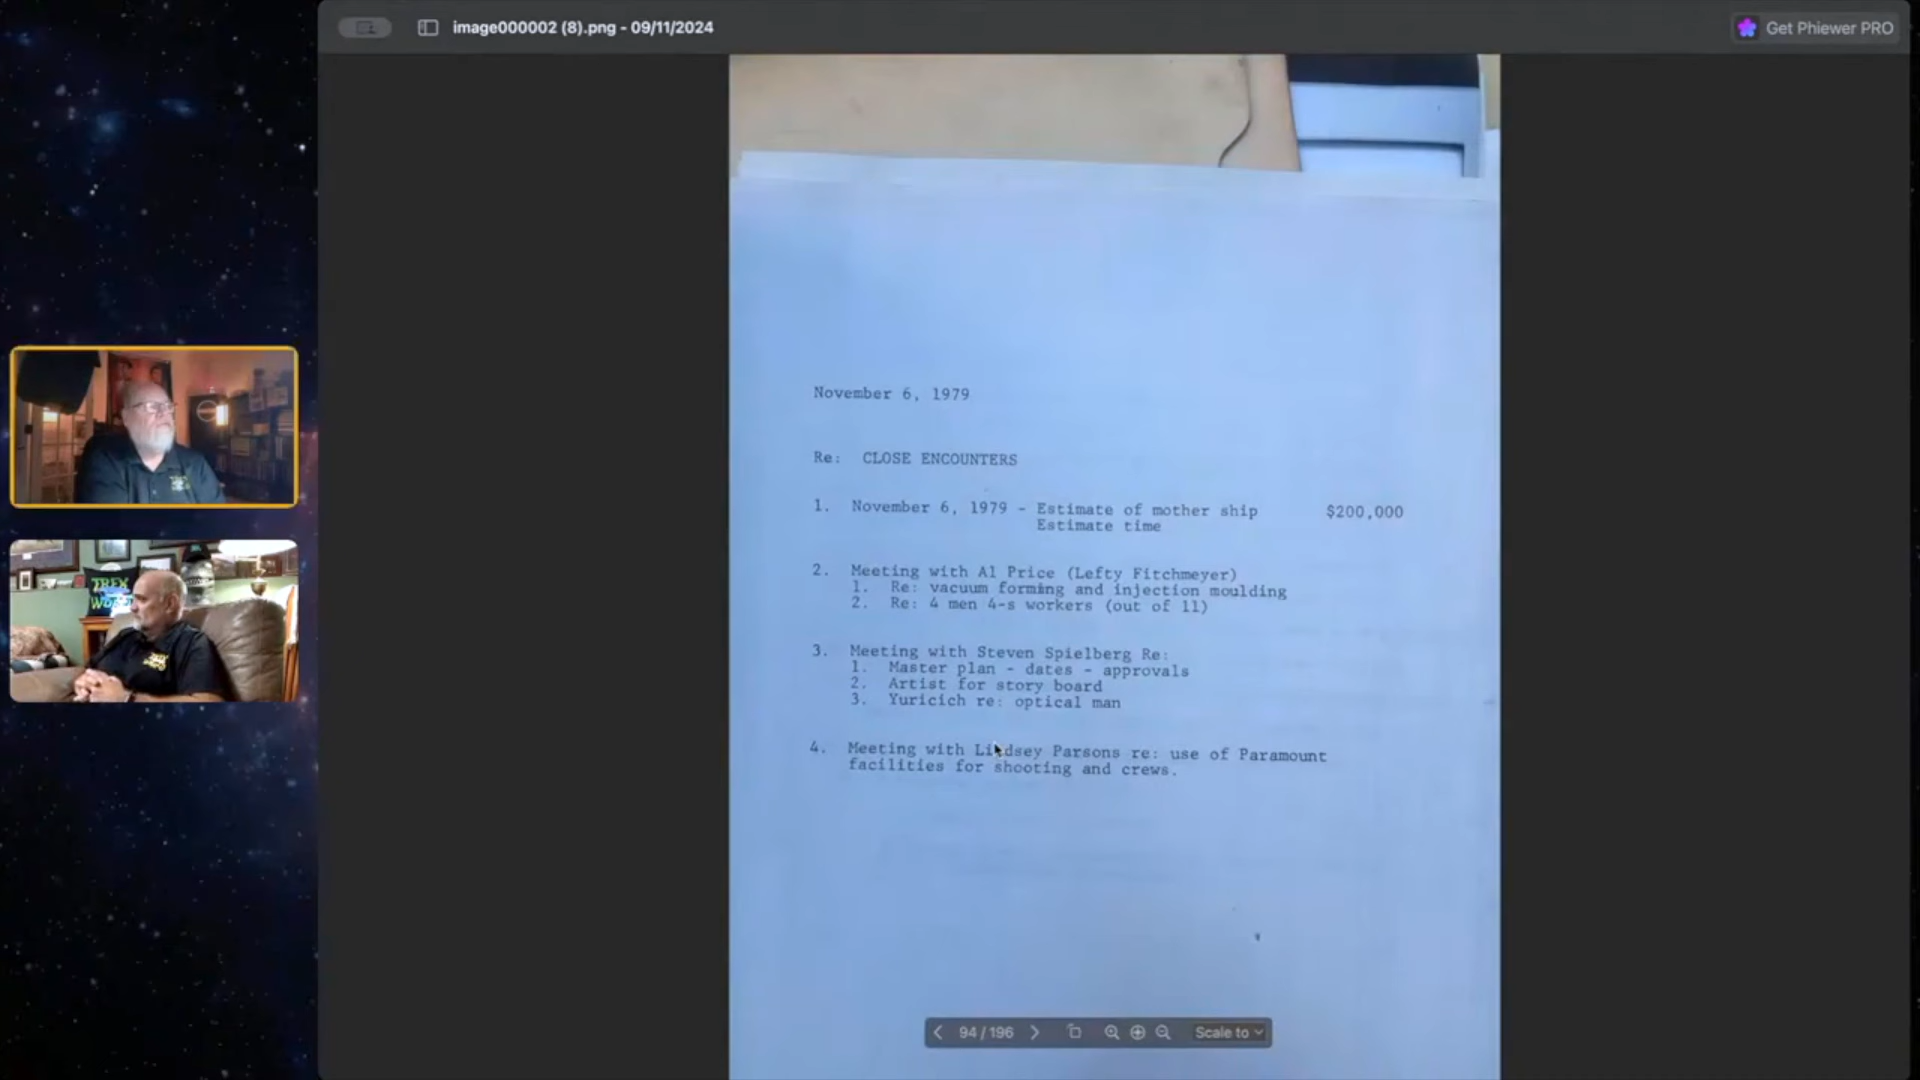 image000002 (8).png - 09/11/2024
Get Phiewer PRO
November 6, 1979
Re: CLOSE ENCOUNTERS
1. November 6, 1979 - Estimate of mother ship $200,000
Estimate time
2. Meeting with Al Price (Lefty Fitchmeyer)
1. Re: vacuum forming and injection moulding
2. Re: 4 men 4-s workers (out of 11)
3. Meeting with Steven Spielberg Re:
1. Master plan - dates - approvals
2. Artist for story board
3. Yuricich re: optical man
4. Meeting with Lindsey Parsons re: use of Paramount
facilities for shooting and crews.
TREK
94 / 196
Scale to